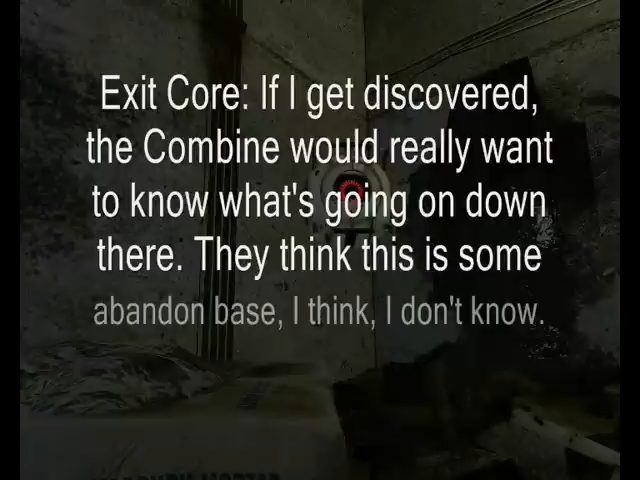 Exit Core: If I get discovered,
the Combine would really want
to know what's going on down
there. They think this is some
abandon base, I think, I don't know.